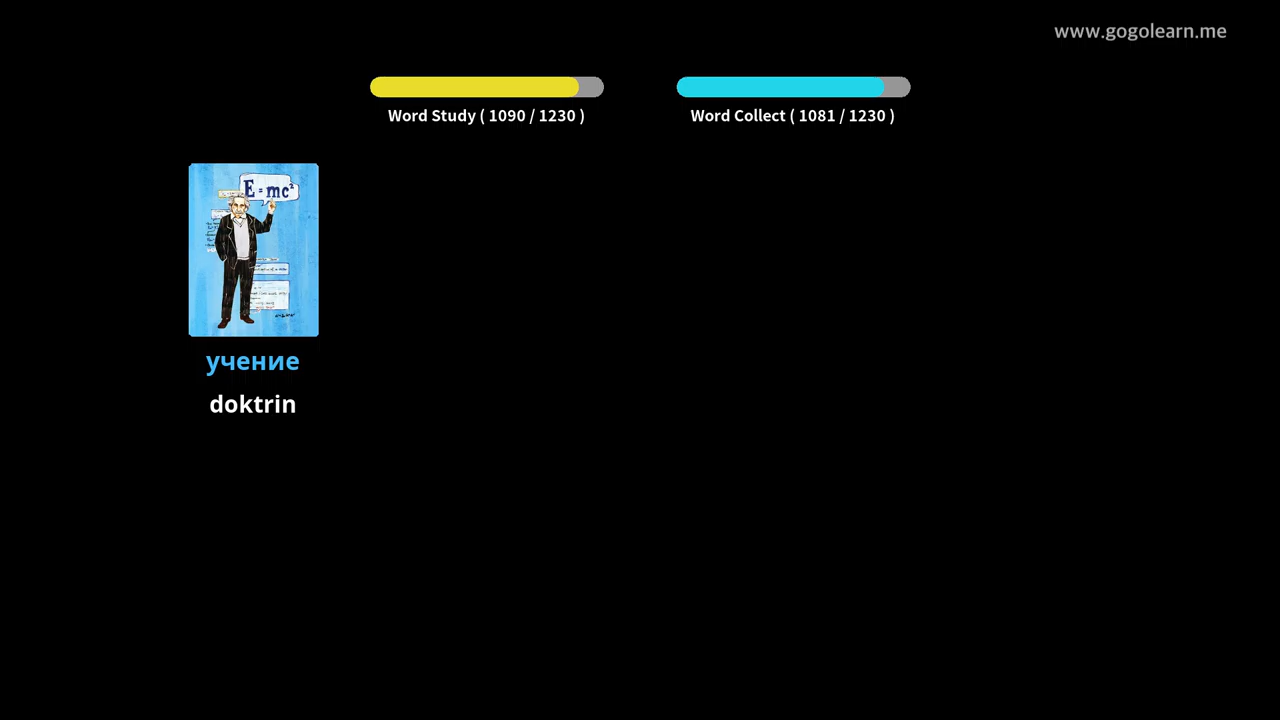 www.gogolearn.me
Word Study ( 1090 / 1230 )
Word Collect ( 1081 / 1230 )
E=mc²
учение
doktrin